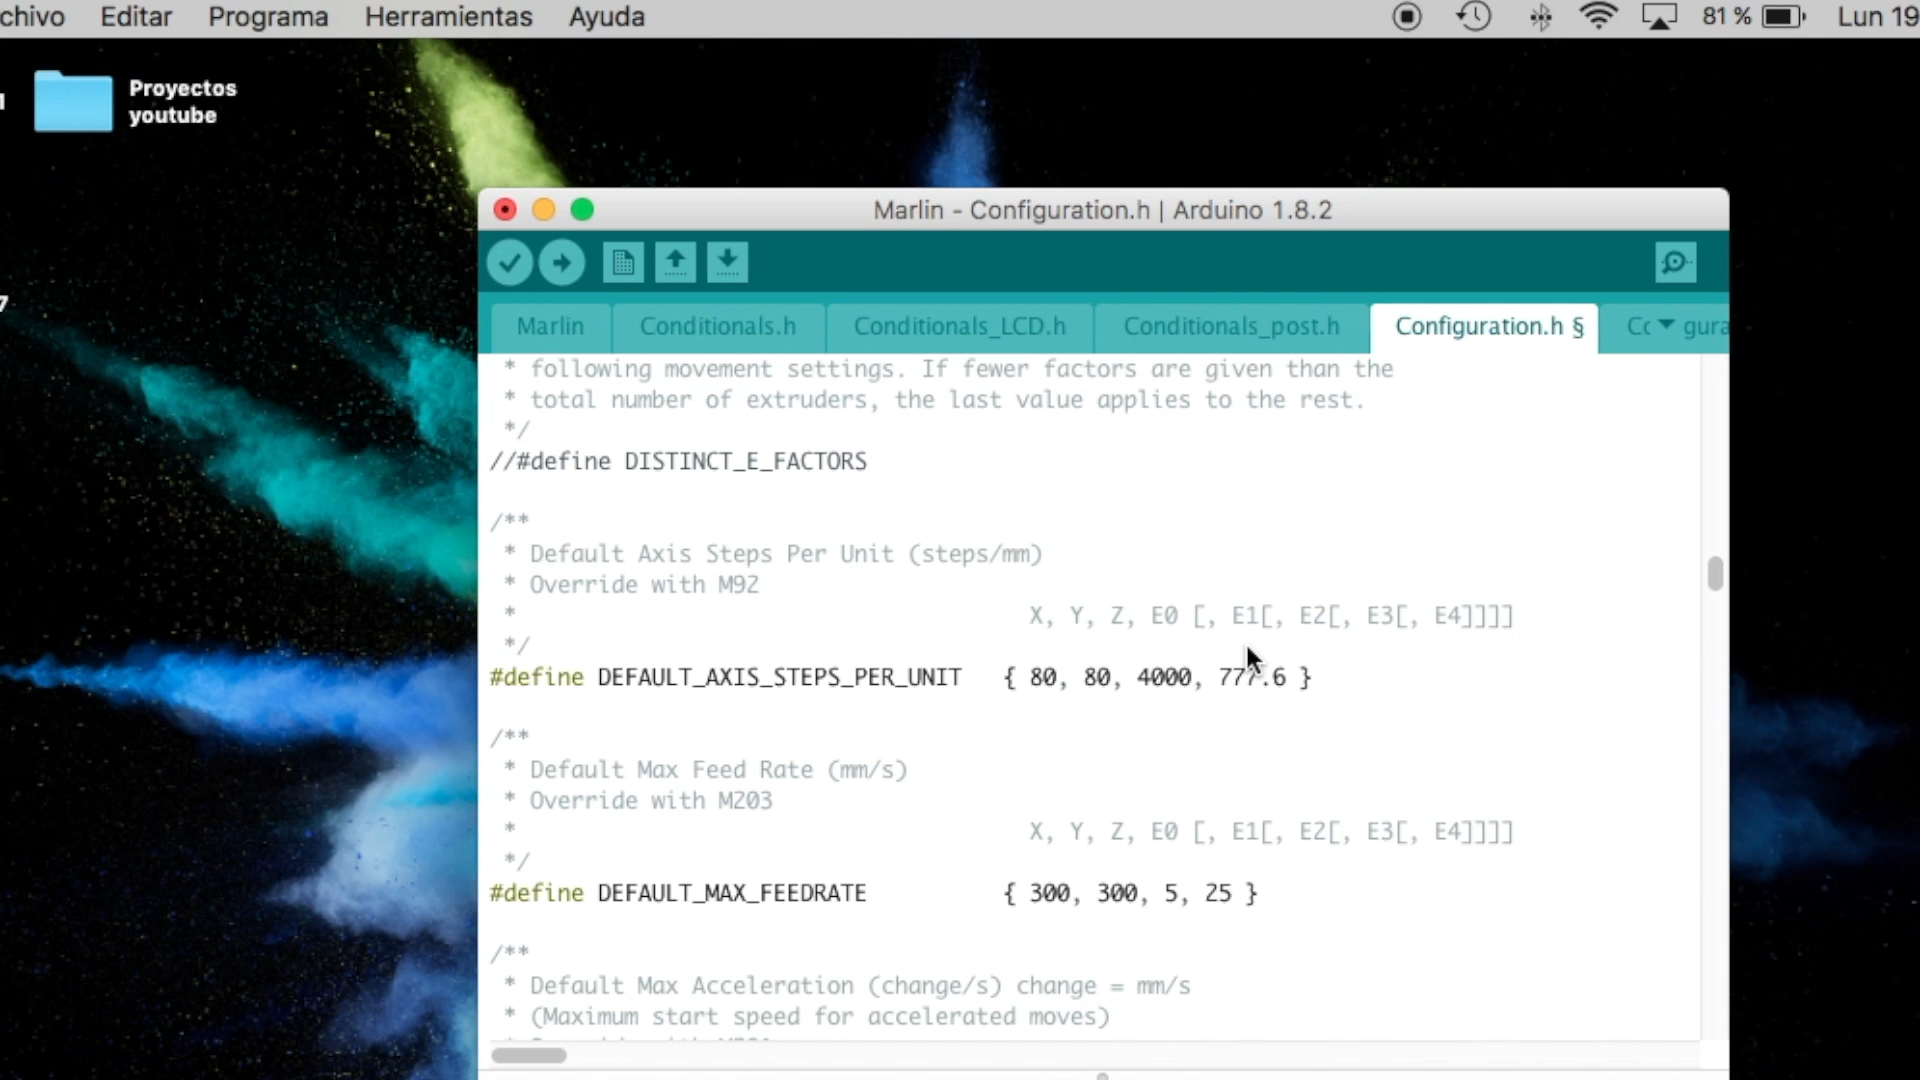 chivo Editar Programa Herramientas Ayuda 81 % Lun 19
Proyectos
youtube
7
Marlin - Configuration.h | Arduino 1.8.2
Marlin Conditionals.h Conditionals_LCD.h Conditionals_post.h Configuration.h § Cc gura
* following movement settings. If fewer factors are given than the
* total number of extruders, the last value applies to the rest.
*/
//#define DISTINCT_E_FACTORS
/**
* Default Axis Steps Per Unit (steps/mm)
* Override with M92
* X, Y, Z, E0 [, E1[, E2[, E3[, E4]]]]
*/
#define DEFAULT_AXIS_STEPS_PER_UNIT { 80, 80, 4000, 777.6 }
/**
* Default Max Feed Rate (mm/s)
* Override with M203
* X, Y, Z, E0 [, E1[, E2[, E3[, E4]]]]
*/
#define DEFAULT_MAX_FEEDRATE { 300, 300, 5, 25 }
/**
* Default Max Acceleration (change/s) change = mm/s
* (Maximum start speed for accelerated moves)